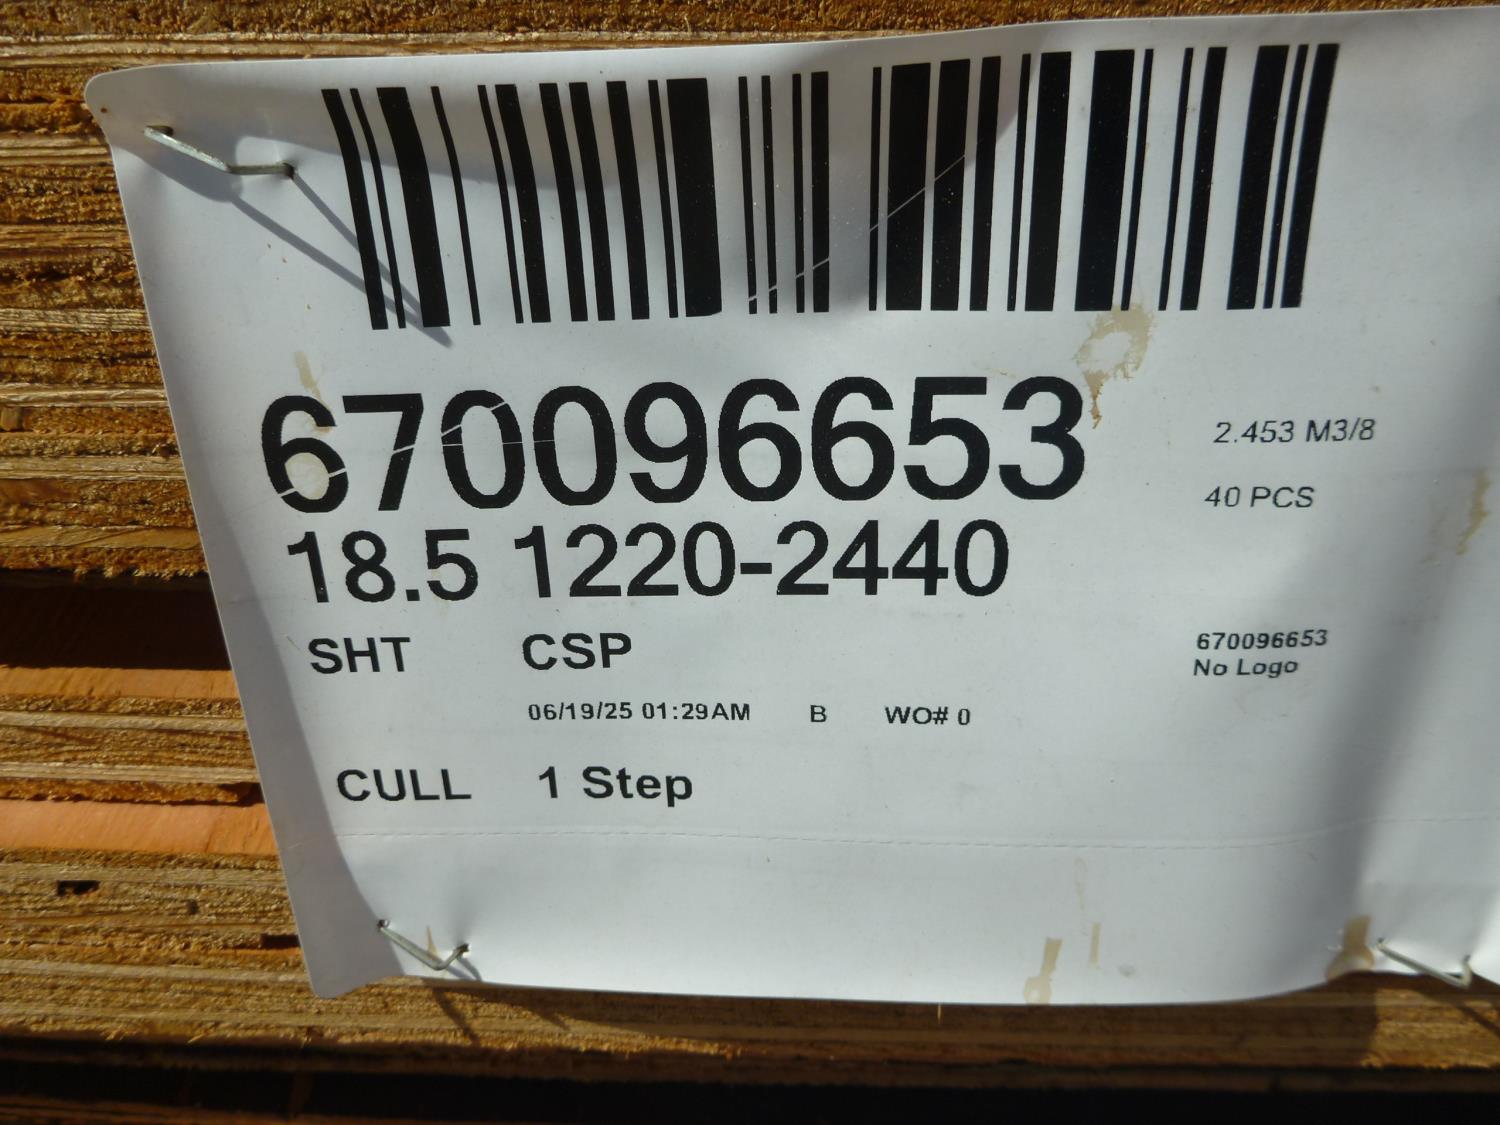 670096653
2.453 M3/8
40 PCS
18.5 1220-2440
SHT CSP
670096653
No Logo
06/19/25 01:29AM B WO# 0
CULL 1 Step